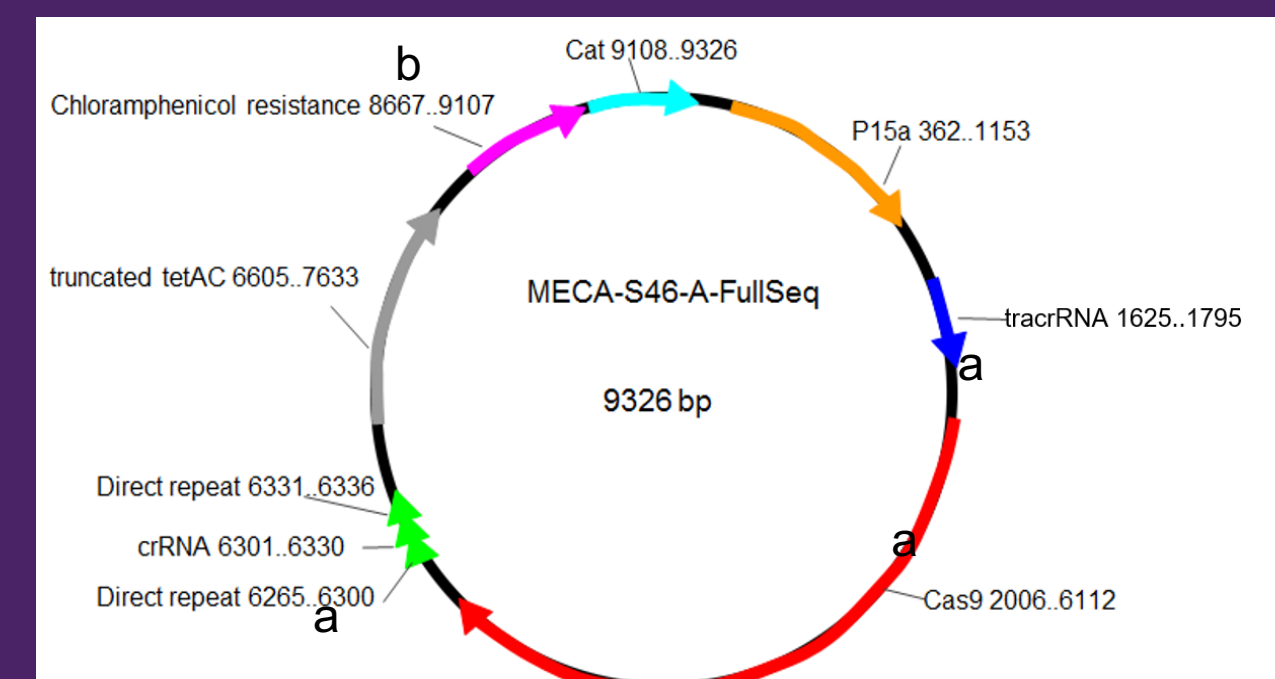 b
Cat 9108..9326
Chloramphenicol resistance 8667..9107
P15a 362..1153
truncated tetAC 6605..7633
MECA-S46-A-FullSeq
tracrRNA 1625..1795
a
9326 bp
Direct repeat 6331..6336
crRNA 6301..6330
a
Direct repeat 6265..6300
Cas9 2006..6112
a